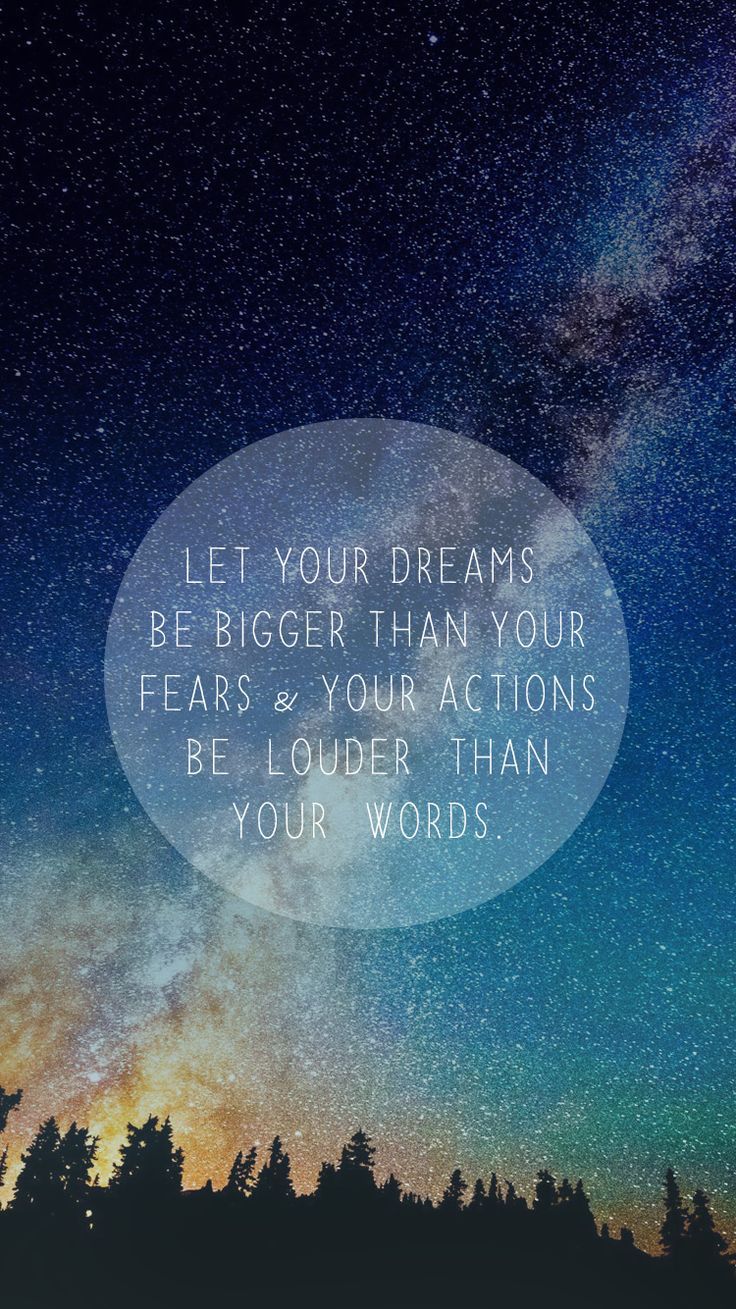 LET YOUR DREAMS
BE BIGGER THAN YOUR
FEARS & YOUR ACTIONS
BE LOUDER THAN
YOUR WORDS.